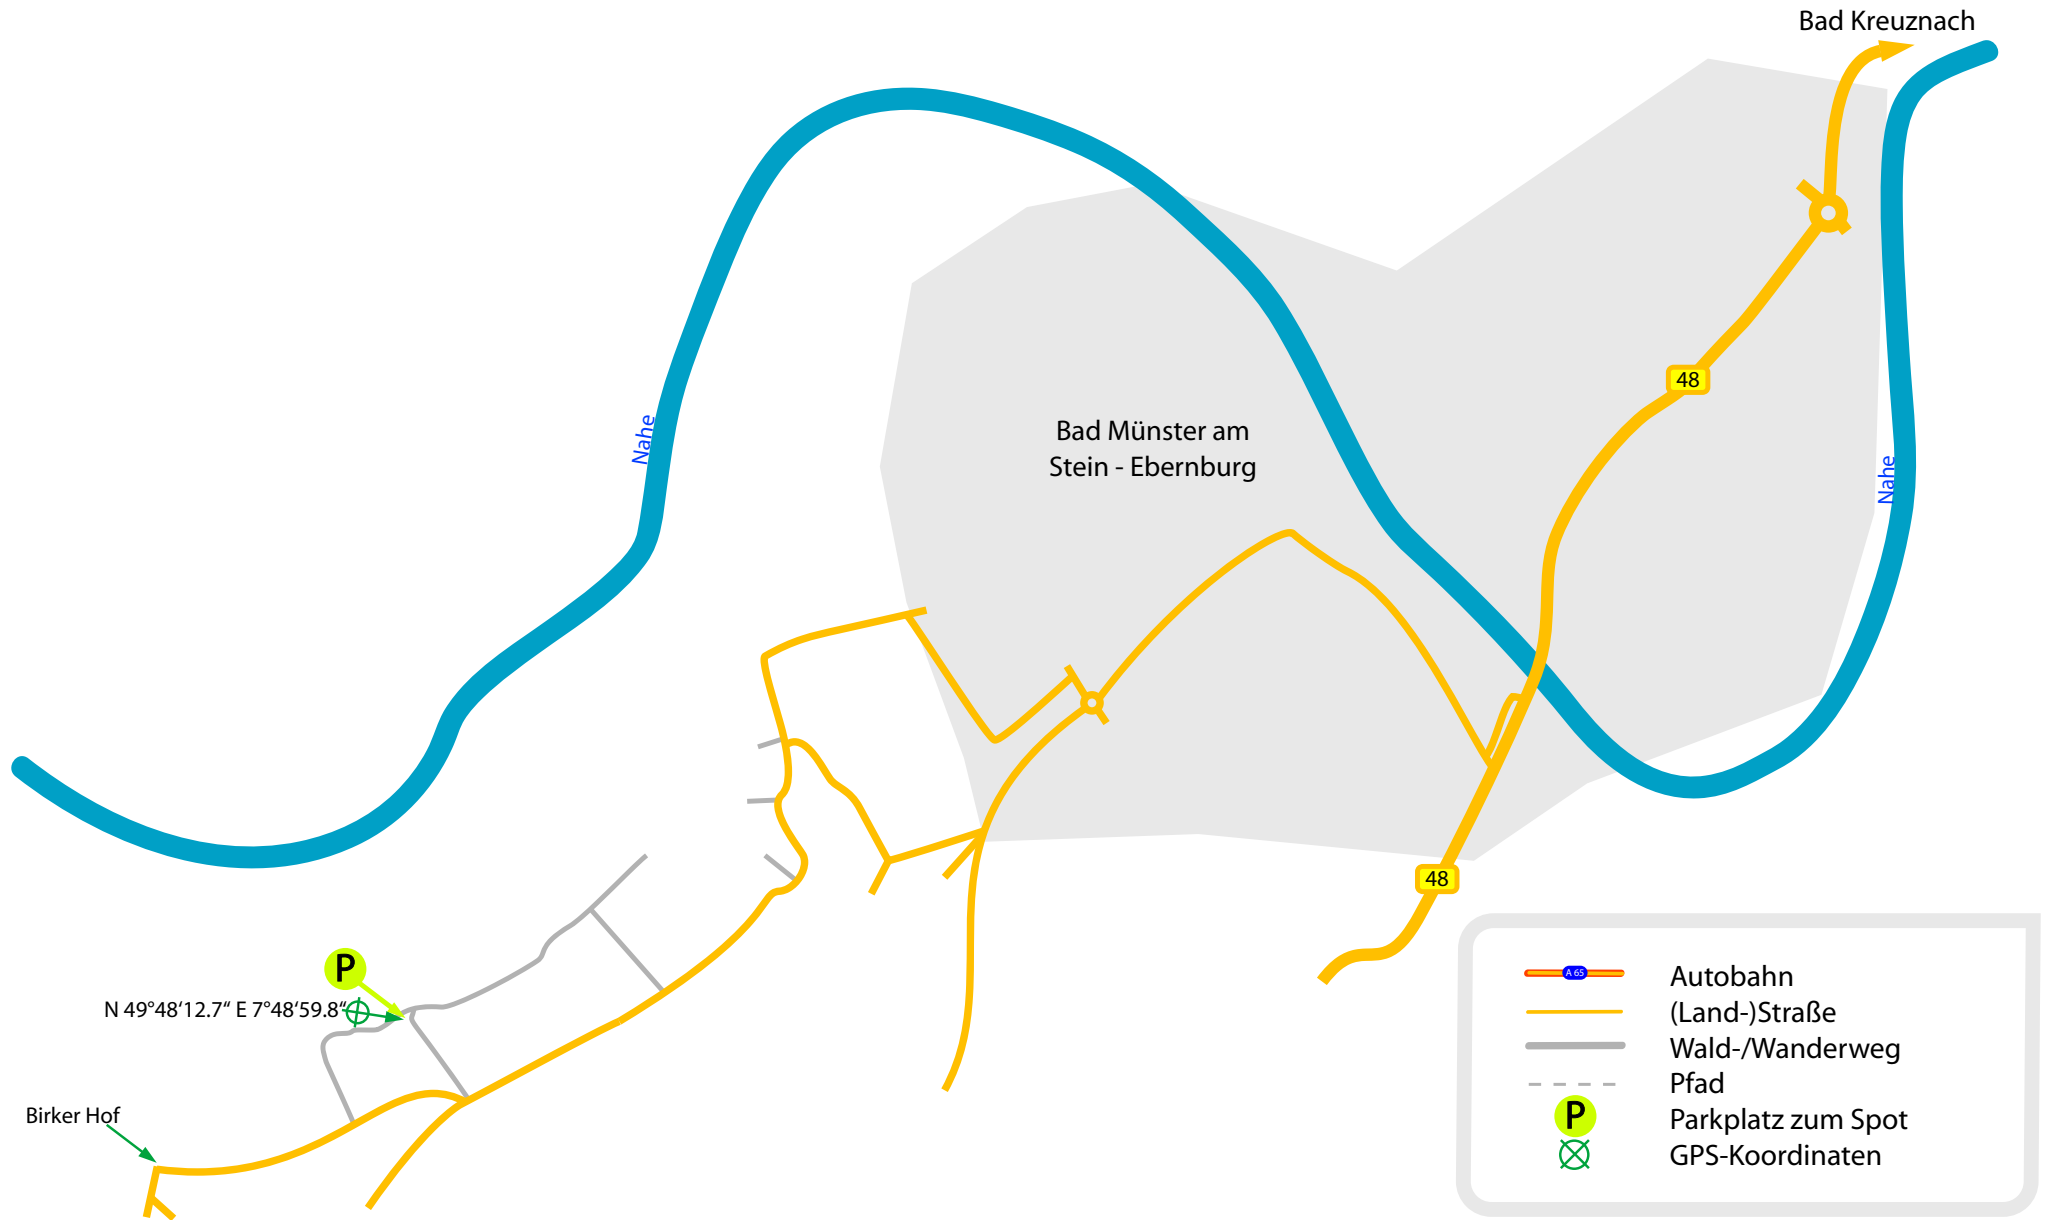 Bad Kreuznach
48
Nahe
Bad Münster am
Stein - Ebernburg
Nahe
48
P
N 49°48‘12.7“ E 7°48‘59.8“
Birker Hof
A 65
Autobahn
(Land-)Straße
Wald-/Wanderweg
Pfad
P
Parkplatz zum Spot
GPS-Koordinaten